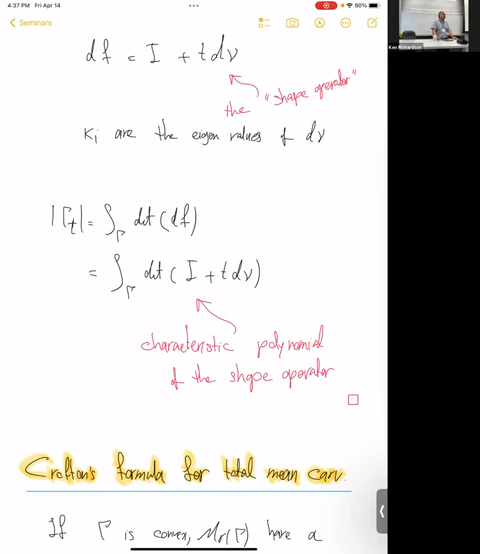 4:37 PM Fri Apr 14
90%
Seminars
Ken Richardson
df = I + t dν
the "shape operator"
κi are the eigen values of dν
|Γt| = ∫Γ det (df)
= ∫Γ det (I + t dν)
characteristic polynomial
of the shape operator
□
Crofton's formula for total mean curv.
If Γ is convex, Mr(Γ) have a